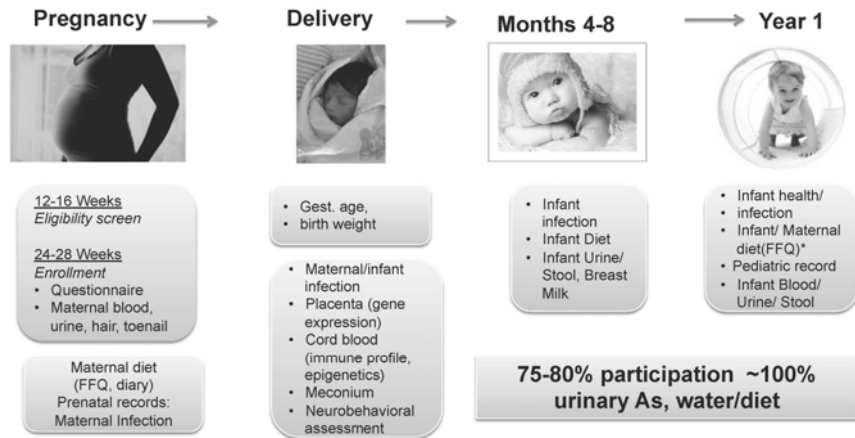 Pregnancy
Delivery
Months 4-8
Year 1
12-16 Weeks
Eligibility screen
24-28 Weeks
Enrollment
• Questionnaire
• Maternal blood,
urine, hair, toenail
Maternal diet
(FFQ, diary)
Prenatal records:
Maternal Infection
• Gest. age,
• birth weight
• Maternal/infant
infection
• Placenta (gene
expression)
• Cord blood
(immune profile,
epigenetics)
• Meconium
• Neurobehavioral
assessment
• Infant
infection
• Infant Diet
• Infant Urine/
Stool, Breast
Milk
• Infant health/
• infection
• Infant/ Maternal
diet(FFQ)*
• Pediatric record
• Infant Blood/
Urine/ Stool
75-80% participation ~100%
urinary As, water/diet